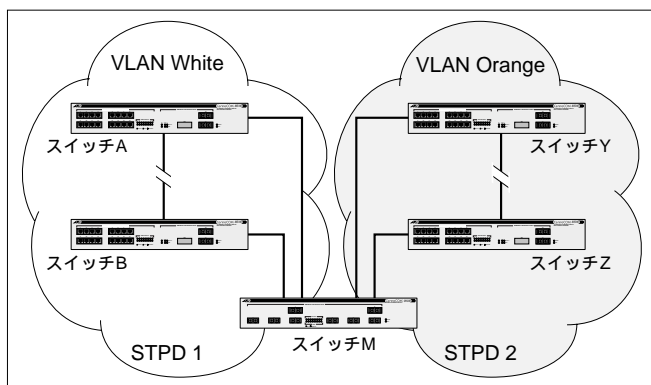 VLAN White
VLAN Orange
スイッチA
スイッチY
スイッチB
スイッチZ
STPD 1
スイッチM
STPD 2